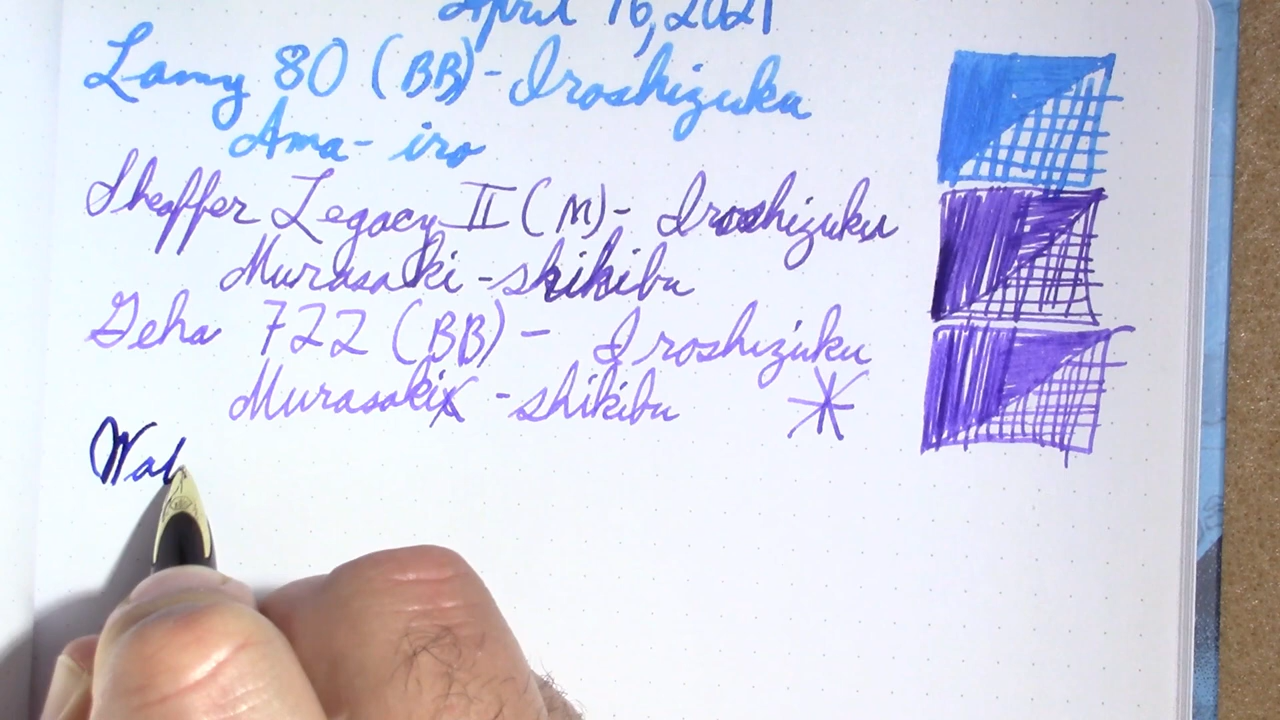 April 16, 2021
Lamy 80 (BB) - Iroshizuku
Ama-iro
Sheaffer Legacy II (M) - Iroshizuku
Murasaki-shikibu
Geha 722 (BB) - Iroshizuku
Murasaki -shikibu *